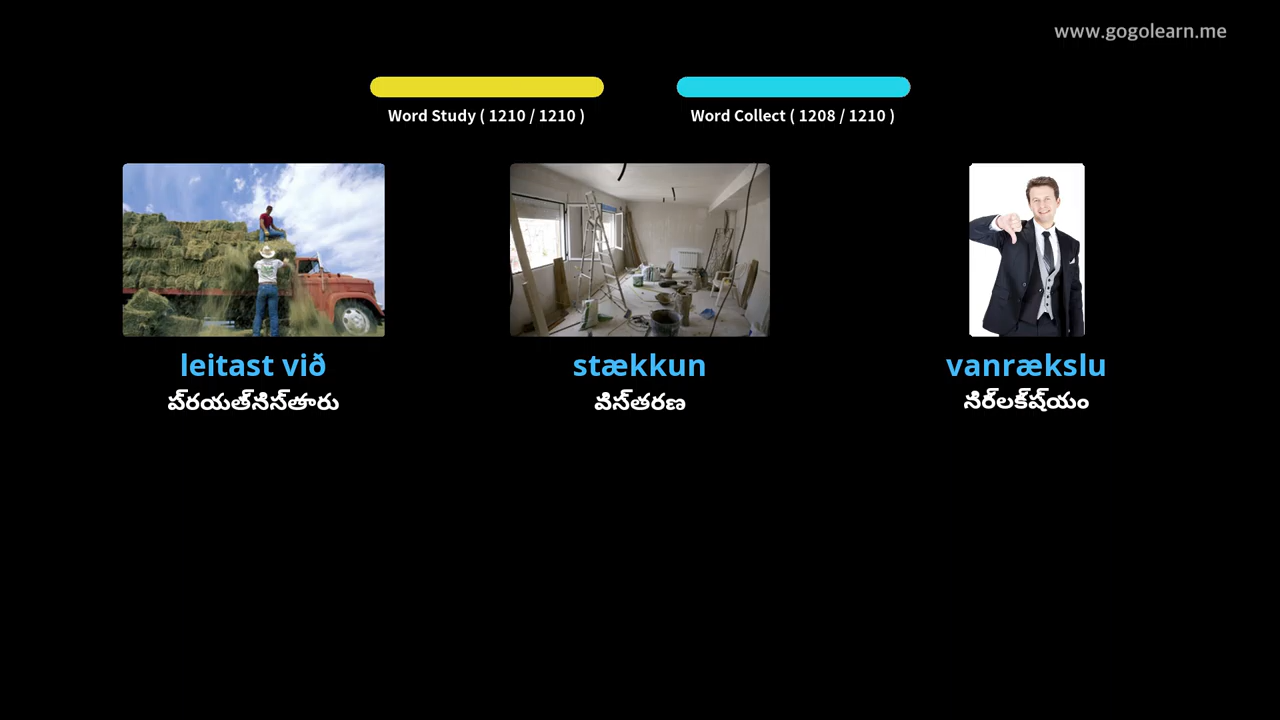 www.gogolearn.me
Word Study ( 1210 / 1210 )
Word Collect ( 1208 / 1210 )
leitast við
stækkun
vanrækslu
ప్రయత్నిస్తారు
విస్తరణ
నిర్లక్ష్యం